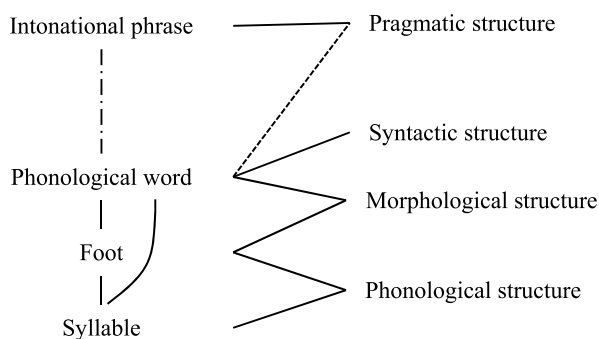 Intonational phrase
Pragmatic structure
Syntactic structure
Phonological word
Morphological structure
Foot
Phonological structure
Syllable